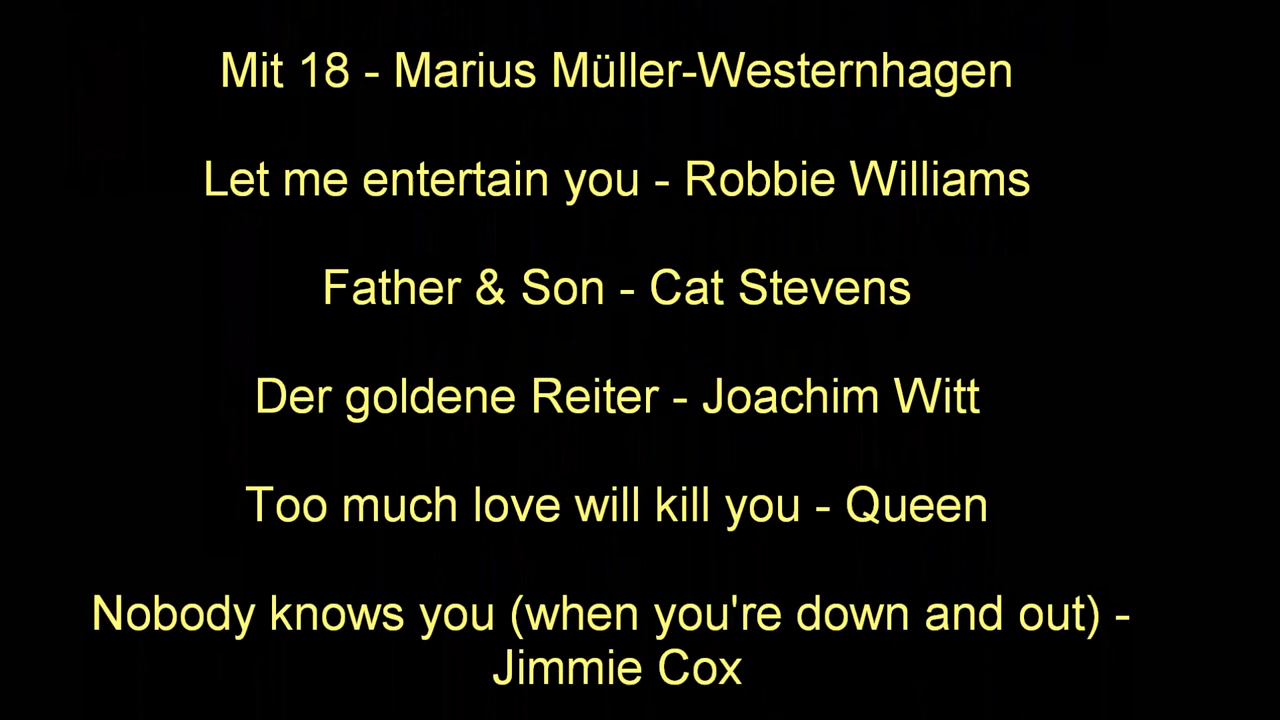 Mit 18 - Marius Müller-Westernhagen
Let me entertain you - Robbie Williams
Father & Son - Cat Stevens
Der goldene Reiter - Joachim Witt
Too much love will kill you - Queen
Nobody knows you (when you're down and out) -
Jimmie Cox